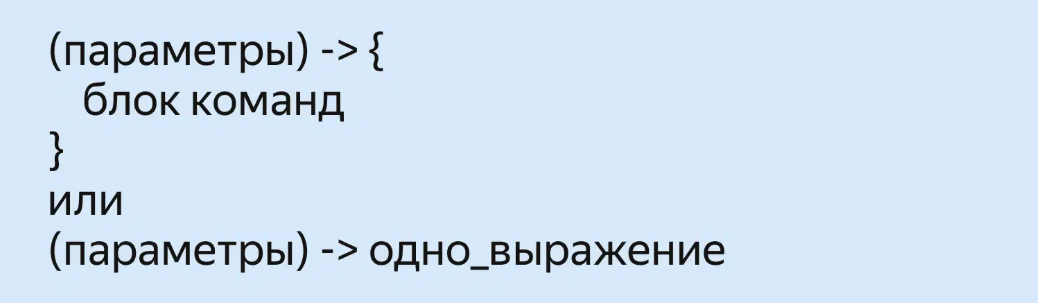 (параметры) -> {
блок команд
}
или
(параметры) -> одно_выражение